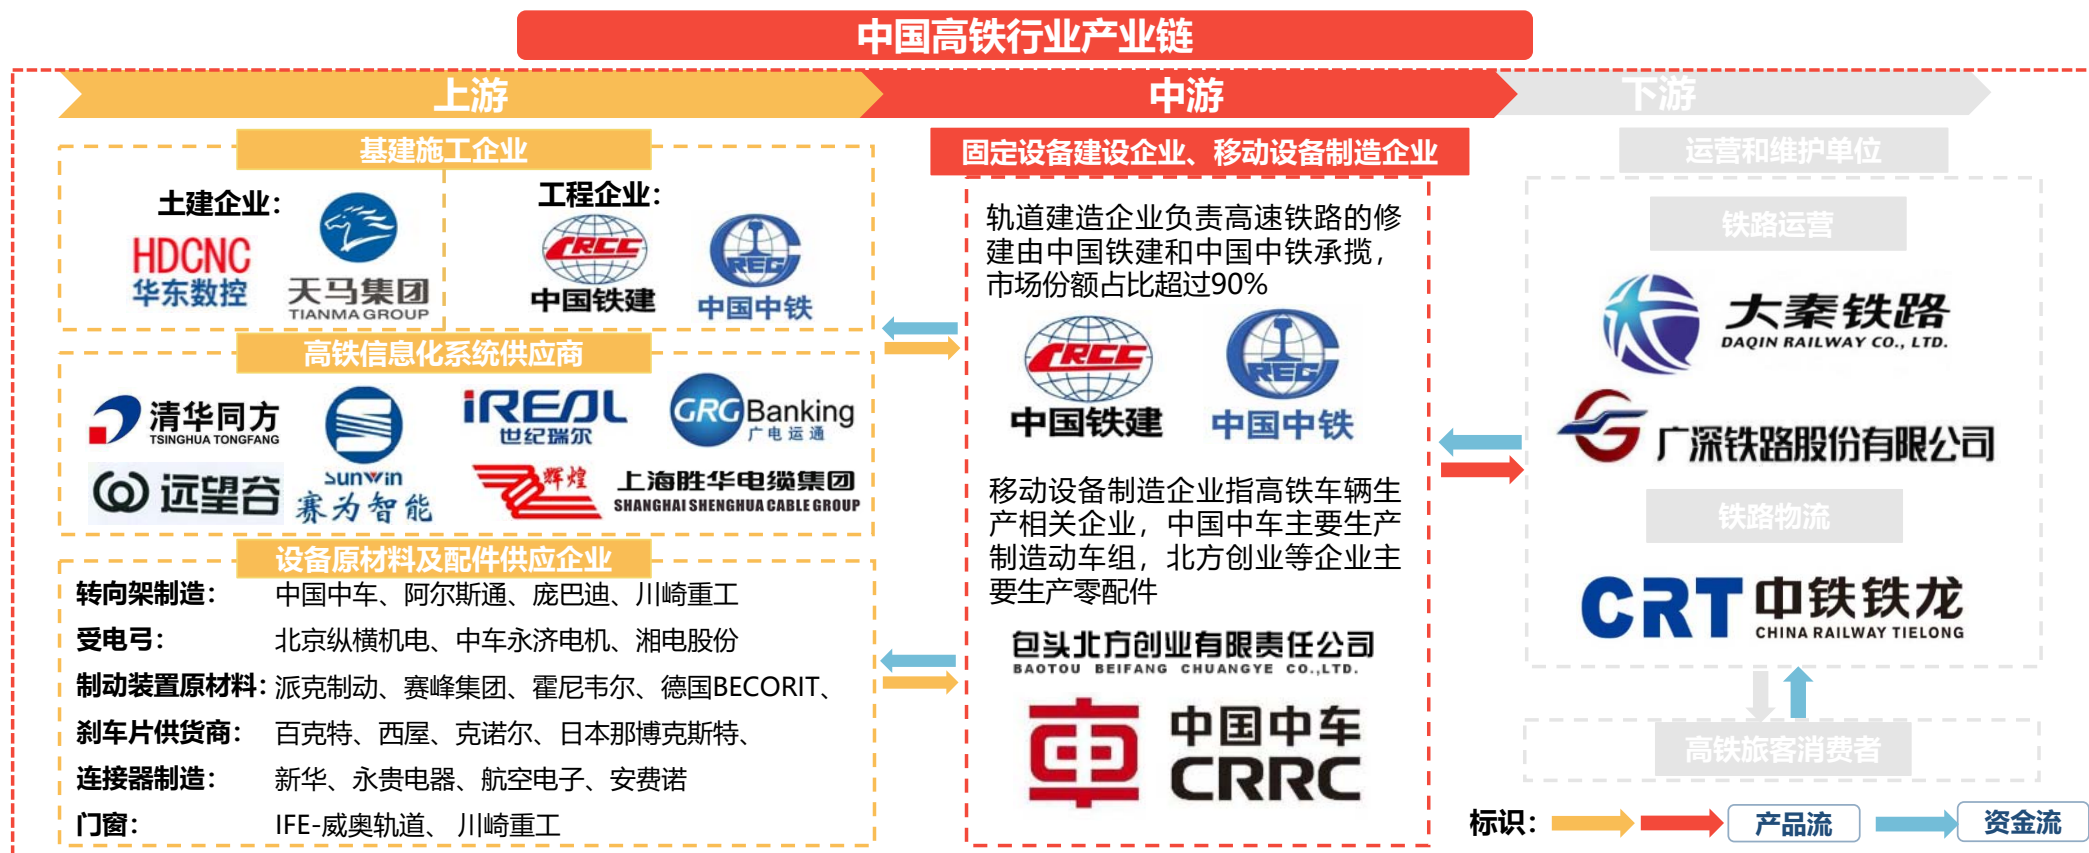 中国高铁行业产业链
上游
中游
下游
基建施工企业
土建企业：
HDCNC
华东数控
天马集团
TIANMA GROUP
工程企业：
CRCC
中国铁建
CREG
中国中铁
高铁信息化系统供应商
清华同方
TSINGHUA TONGFANG
sunwin
赛为智能
iREAL
世纪瑞尔
GRG Banking
广电运通
远望谷
辉煌
上海胜华电缆集团
SHANGHAI SHENGHUA CABLE GROUP
设备原材料及配件供应企业
转向架制造： 中国中车、阿尔斯通、庞巴迪、川崎重工
受电弓： 北京纵横机电、中车永济电机、湘电股份
制动装置原材料：派克制动、赛峰集团、霍尼韦尔、德国BECORIT、
刹车片供货商： 百克特、西屋、克诺尔、日本那博克斯特、
连接器制造： 新华、永贵电器、航空电子、安费诺
门窗： IFE-威奥轨道、 川崎重工
固定设备建设企业、移动设备制造企业
轨道建造企业负责高速铁路的修
建由中国铁建和中国中铁承揽，
市场份额占比超过90%
CRCC
中国铁建
CREG
中国中铁
移动设备制造企业指高铁车辆生
产相关企业，中国中车主要生产
制造动车组，北方创业等企业主
要生产零配件
包头北方创业有限责任公司
BAOTOU BEIFANG CHUANGYE CO.,LTD.
中国中车
CRRC
运营和维护单位
铁路运营
大秦铁路
DAQIN RAILWAY CO., LTD.
广深铁路股份有限公司
铁路物流
CRT 中铁铁龙
CHINA RAILWAY TIELONG
高铁旅客消费者
标识：
产品流
资金流